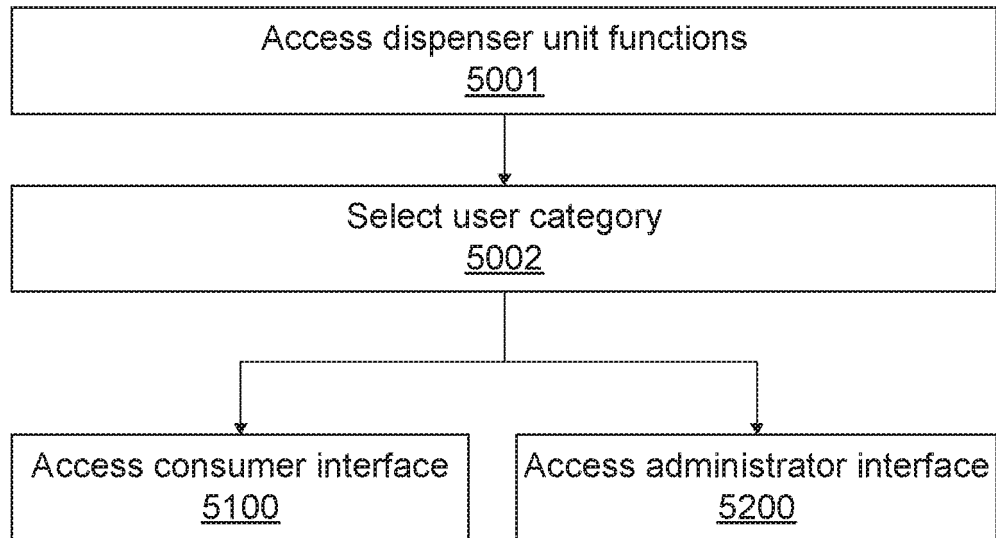 Access dispenser unit functions
5001
Select user category
5002
Access consumer interface
5100
Access administrator interface
5200